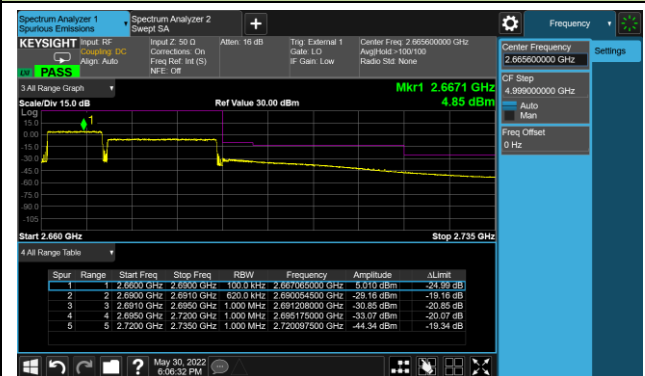 Spectrum Analyzer 1
Spurious Emissions
Spectrum Analyzer 2
Swept SA
Frequency
KEYSIGHT
Input: RF
Coupling: DC
Align: Auto
Input Z: 50 Ω
Corrections: On
Freq Ref: Int (S)
NFE: Off
Atten: 16 dB
Trig: External 1
Gate: LO
IF Gain: Low
Center Freq: 2.665600000 GHz
Avg|Hold >100/100
Radio Std: None
LXI PASS
Center Frequency
2.665600000 GHz
Settings
CF Step
4.999000000 GHz
Auto
Man
Freq Offset
0 Hz
3 All Range Graph
Mkr1 2.6671 GHz
Scale/Div 15.0 dB
Ref Value 30.00 dBm
4.85 dBm
Log
1
15.0
0.00
-15.0
-30.0
-45.0
-60.0
-75.0
-90.0
-105
Start 2.660 GHz
Stop 2.735 GHz
4 All Range Table
Spur Range Start Freq Stop Freq RBW Frequency Amplitude ΔLimit
1 1 2.6600 GHz 2.6900 GHz 100.0 kHz 2.667065000 GHz 5.010 dBm -24.99 dB
2 2 2.6900 GHz 2.6910 GHz 620.0 kHz 2.690054500 GHz -29.16 dBm -19.16 dB
3 3 2.6910 GHz 2.6950 GHz 1.000 MHz 2.691208000 GHz -30.85 dBm -20.85 dB
4 4 2.6950 GHz 2.7200 GHz 1.000 MHz 2.695175000 GHz -33.07 dBm -20.07 dB
5 5 2.7200 GHz 2.7350 GHz 1.000 MHz 2.720097500 GHz -44.34 dBm -19.34 dB
May 30, 2022
6:06:32 PM